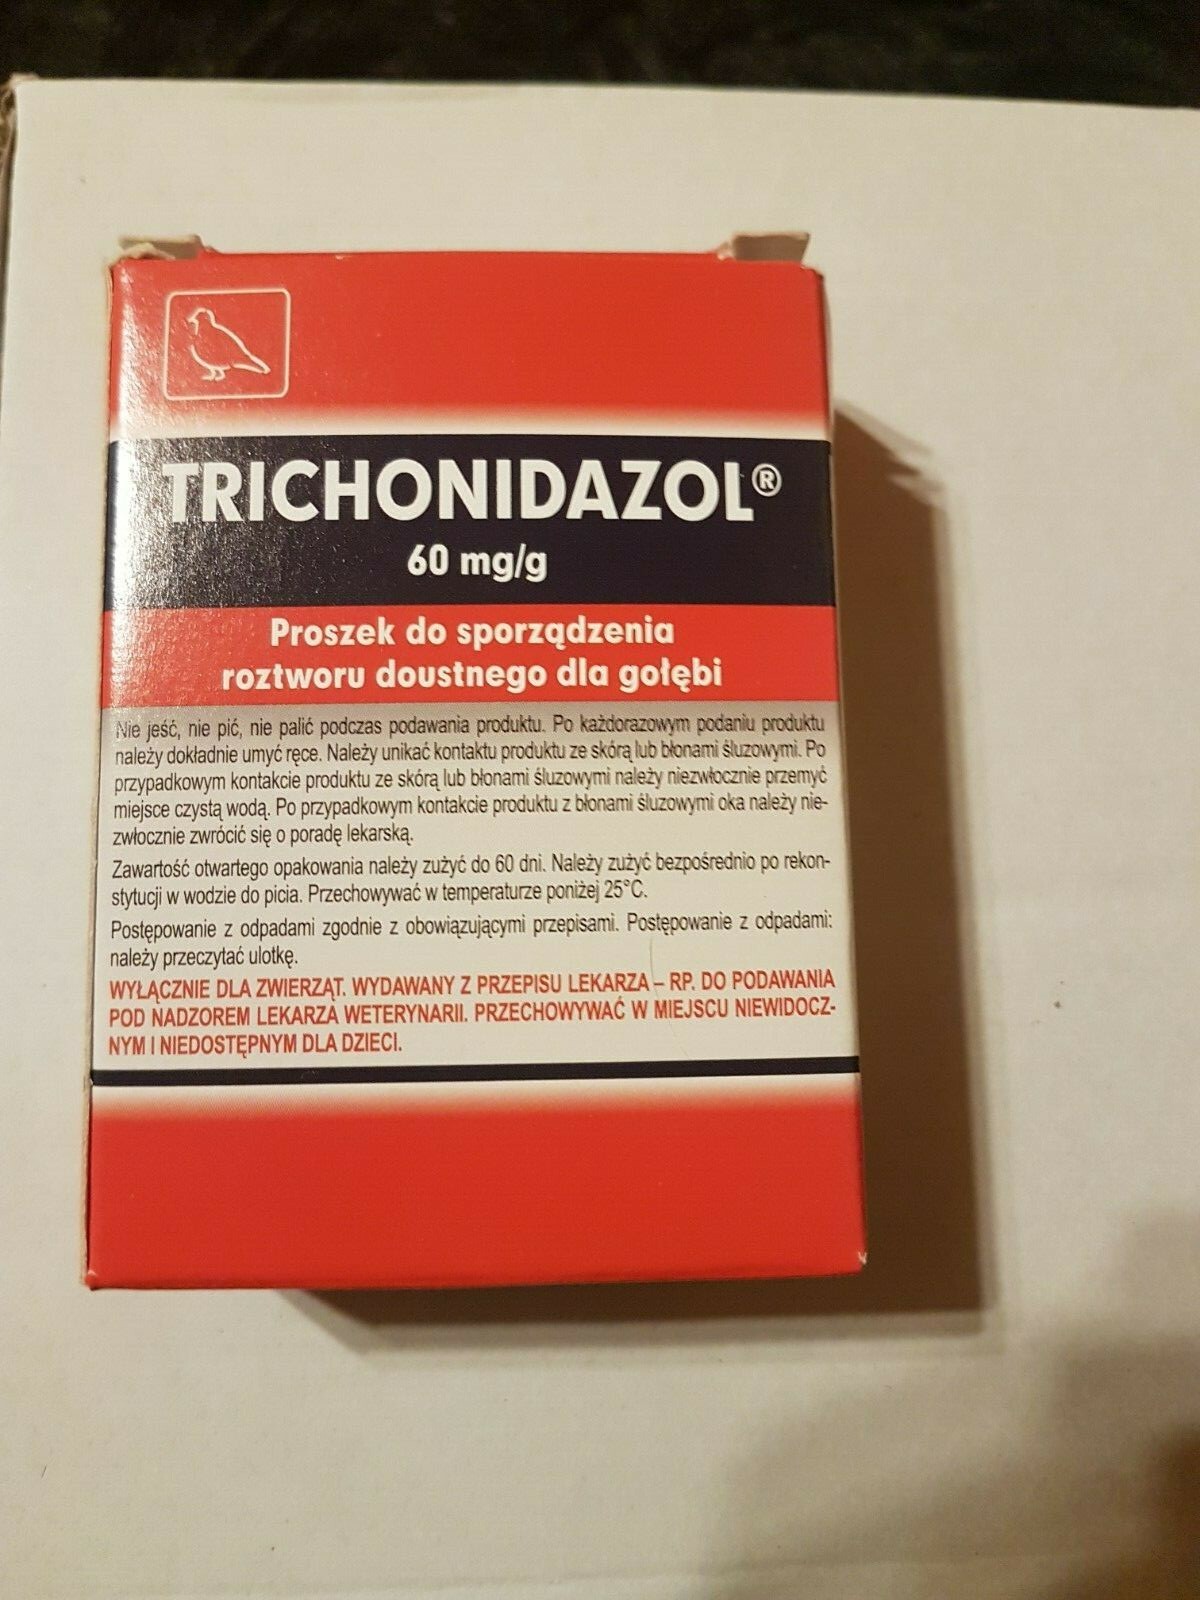 TRICHONIDAZOL®
60 mg/g
Proszek do sporządzenia
roztworu doustnego dla gołębi
Nie jeść, nie pić, nie palić podczas podawania produktu. Po każdorazowym podaniu produktu
należy dokładnie umyć ręce. Należy unikać kontaktu produktu ze skórą lub błonami śluzowymi. Po
przypadkowym kontakcie produktu ze skórą lub błonami śluzowymi należy niezwłocznie przemyć
miejsce czystą wodą. Po przypadkowym kontakcie produktu z błonami śluzowymi oka należy nie-
zwłocznie zwrócić się o poradę lekarską.
Zawartość otwartego opakowania należy zużyć do 60 dni. Należy zużyć bezpośrednio po rekon-
stytucji w wodzie do picia. Przechowywać w temperaturze poniżej 25°C.
Postępowanie z odpadami zgodnie z obowiązującymi przepisami. Postępowanie z odpadami:
należy przeczytać ulotkę.
WYŁĄCZNIE DLA ZWIERZĄT. WYDAWANY Z PRZEPISU LEKARZA – RP. DO PODAWANIA
POD NADZOREM LEKARZA WETERYNARII. PRZECHOWYWAĆ W MIEJSCU NIEWIDOCZ-
NYM I NIEDOSTĘPNYM DLA DZIECI.